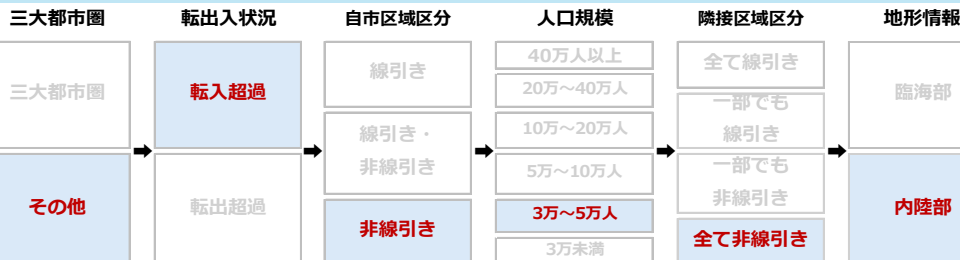 三大都市圏
転出入状況
自市区域区分
人口規模
隣接区域区分
地形情報
三大都市圏
その他
転入超過
転出超過
線引き
線引き・
非線引き
非線引き
40万人以上
20万～40万人
10万～20万人
5万～10万人
3万～5万人
3万未満
全て線引き
一部でも
線引き
一部でも
非線引き
全て非線引き
臨海部
内陸部